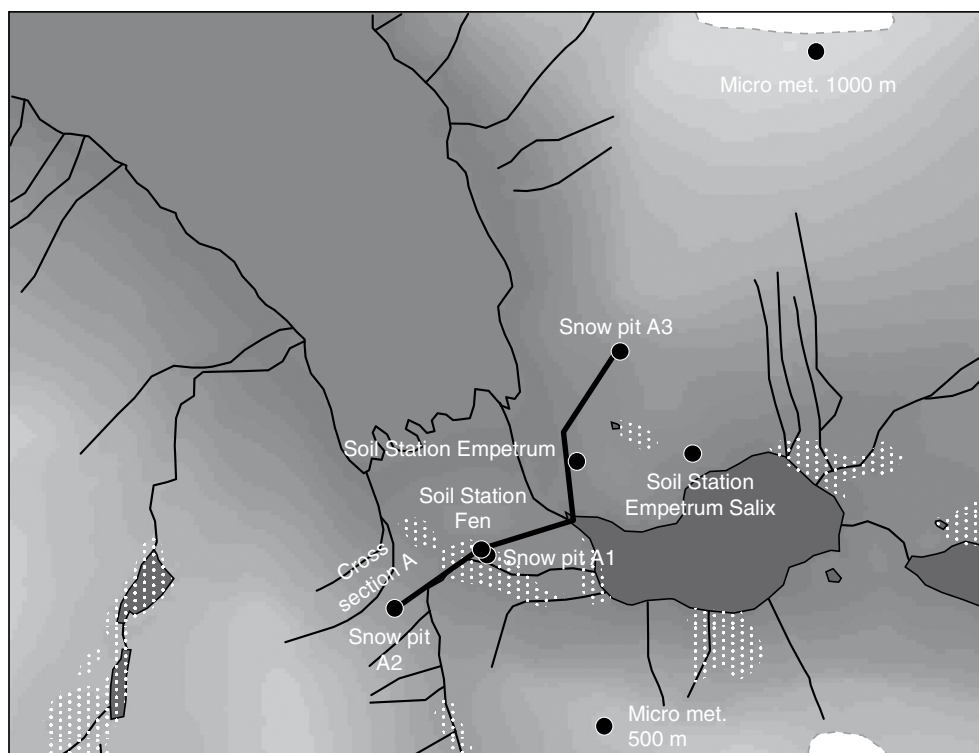 Micro met. 1000 m
Snow pit A3
Soil Station Empetrum
Soil Station
Empetrum Salix
Soil Station
Fen
Snow pit A1
Cross
section A
Snow pit
A2
Micro met.
500 m